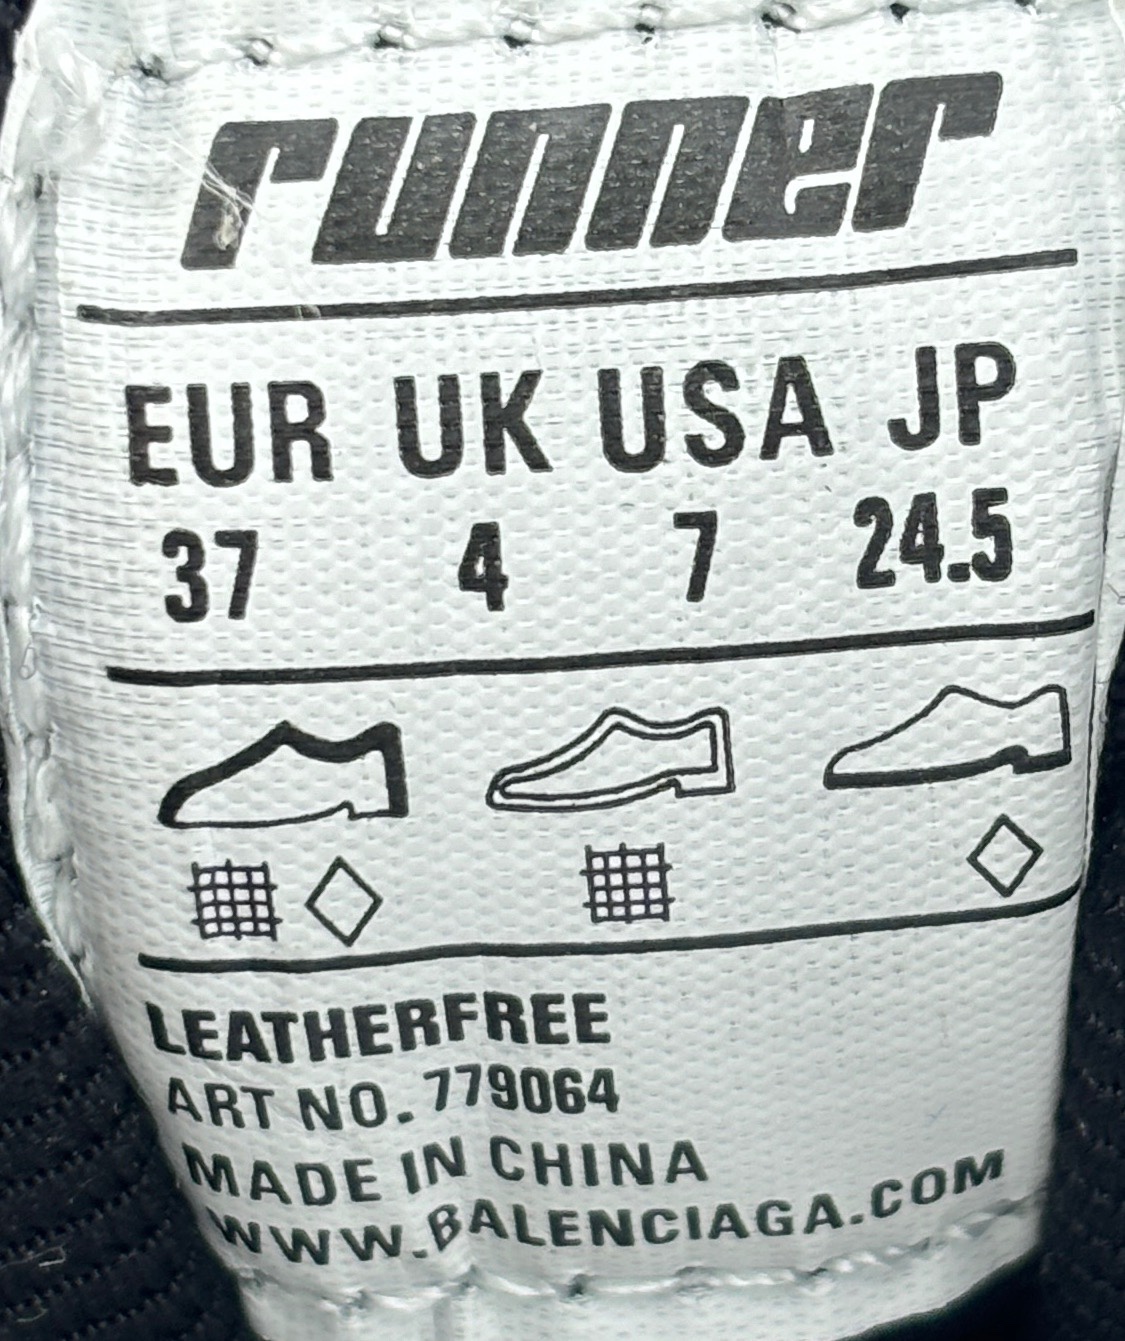 runner
EUR UK USA JP
37 4 7 24.5
LEATHERFREE
ART NO. 779064
MADE IN CHINA
WWW.BALENCIAGA.COM